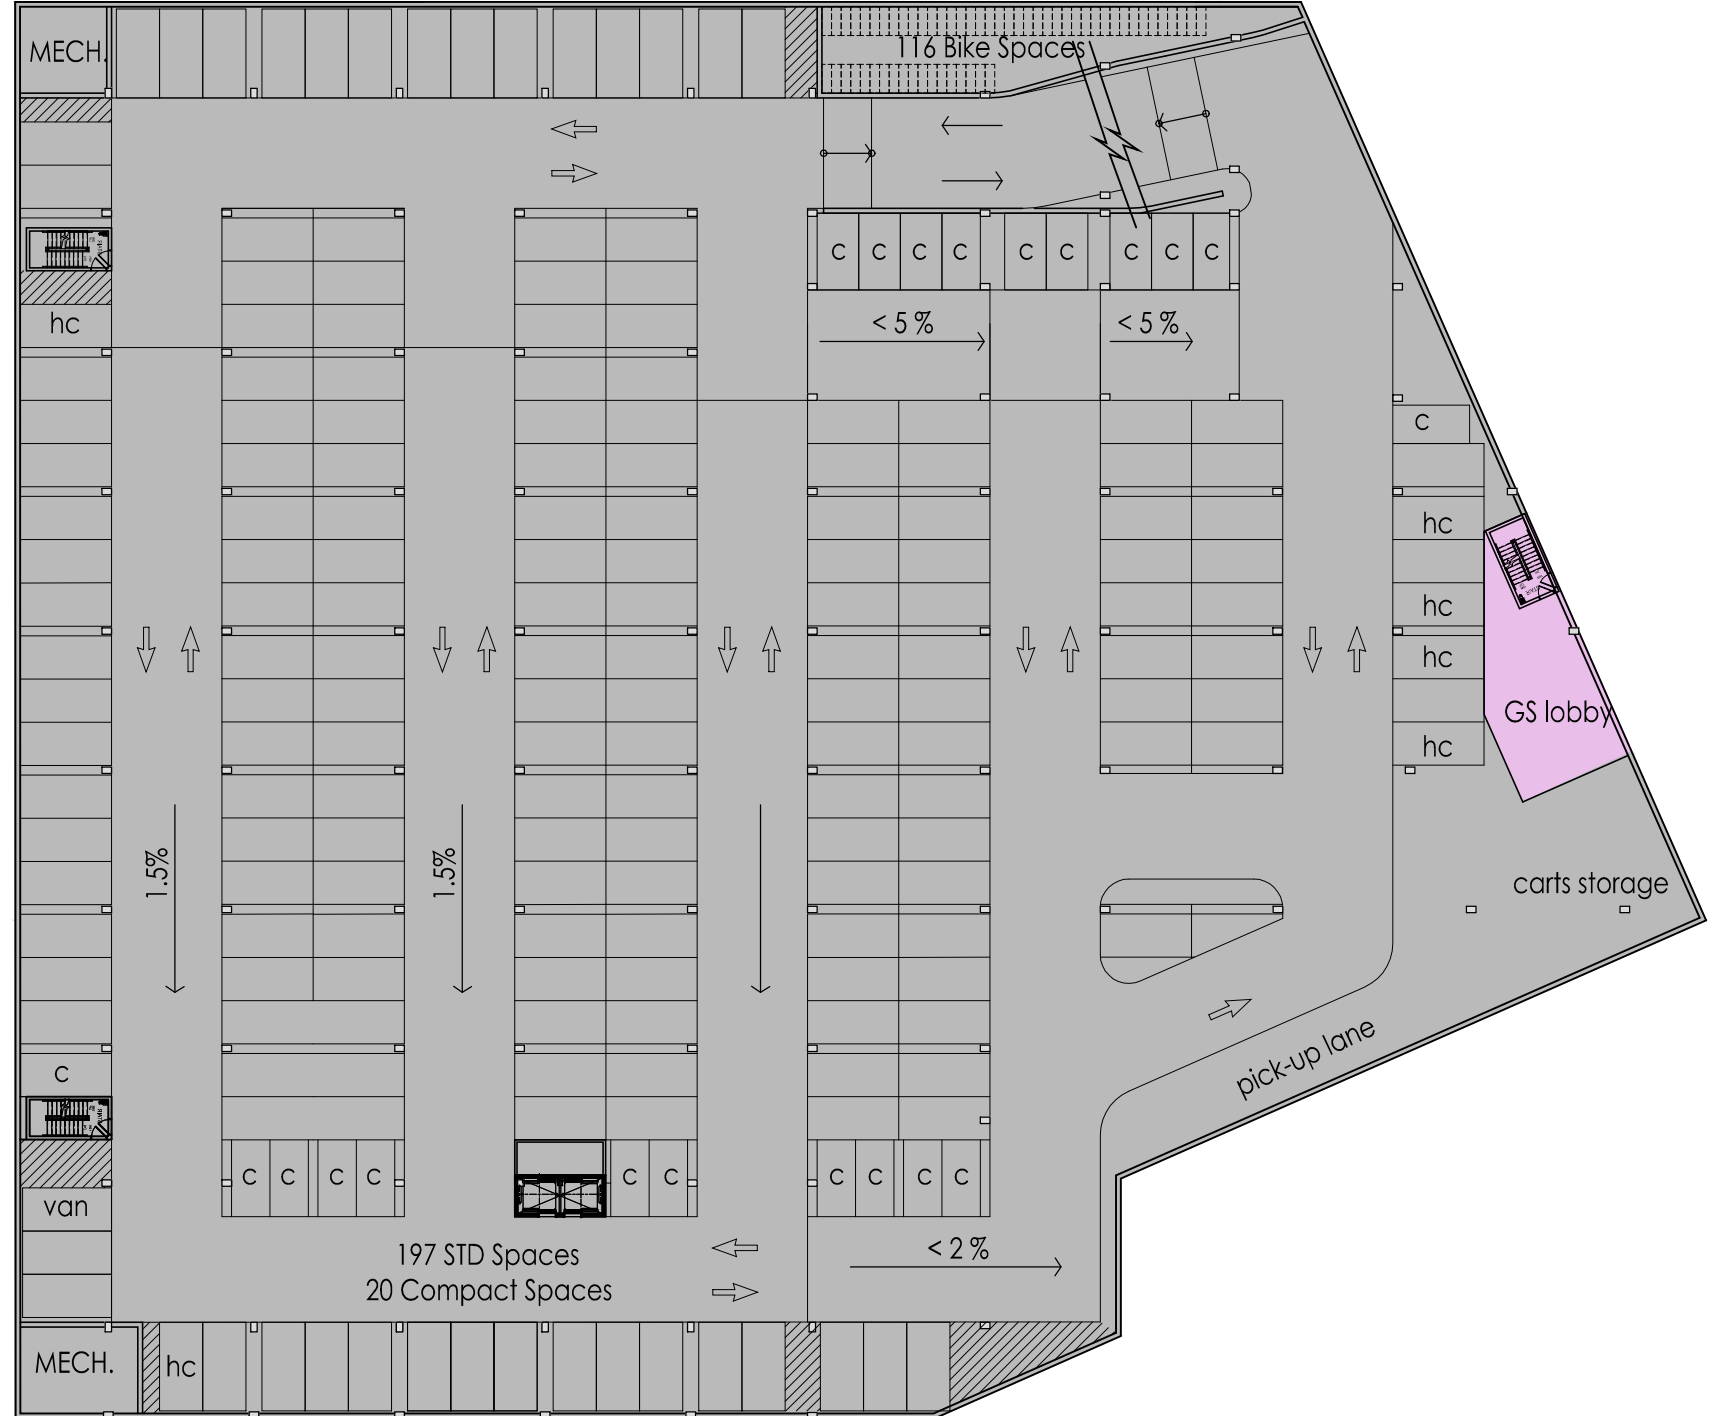 MECH.
116 Bike Spaces
C C C C C C C C C
hc
< 5 %
< 5 %
C
hc
hc
hc
GS lobby
hc
1.5%
1.5%
carts storage
pick-up lane
C
C C C C C C C C C C
van
197 STD Spaces
20 Compact Spaces
< 2 %
MECH.
hc